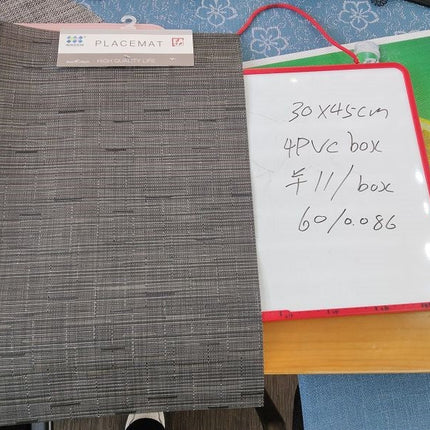 PLACEMAT
HIGH QUALITY LIFE
30X45cm
4PVC box
¥11/box
60/0.086